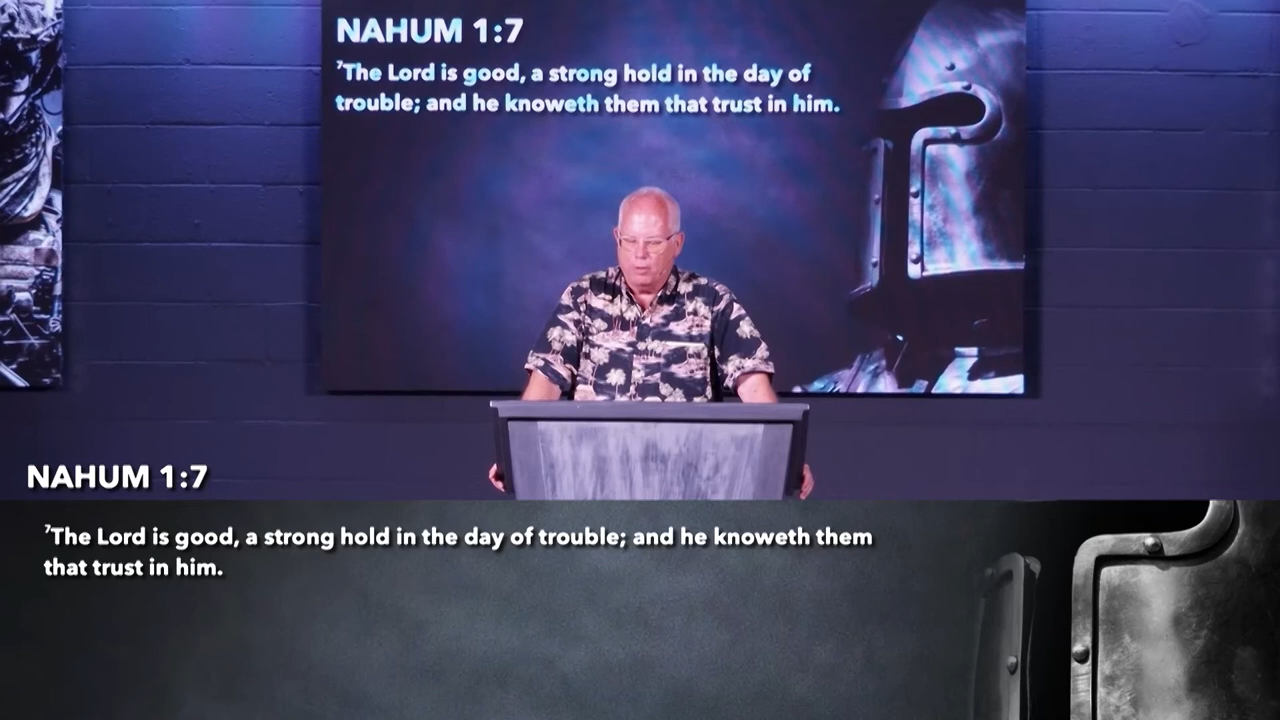 NAHUM 1:7
⁷The Lord is good, a strong hold in the day of
trouble; and he knoweth them that trust in him.
NAHUM 1:7
⁷The Lord is good, a strong hold in the day of trouble; and he knoweth them
that trust in him.